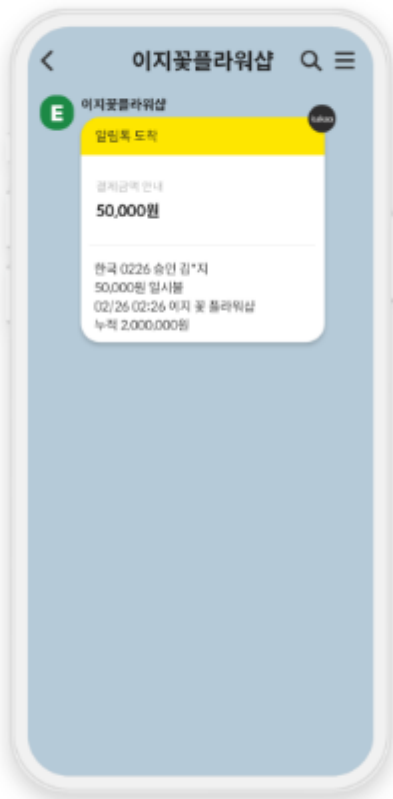 이지꽃플라워샵
E
이지꽃플라워샵
kakao
알림톡 도착
결제금액 안내
50,000원
한국 0226 승인 김*지
50,000원 일시불
02/26 02:26 이지 꽃 플라워샵
누적 2,000,000원